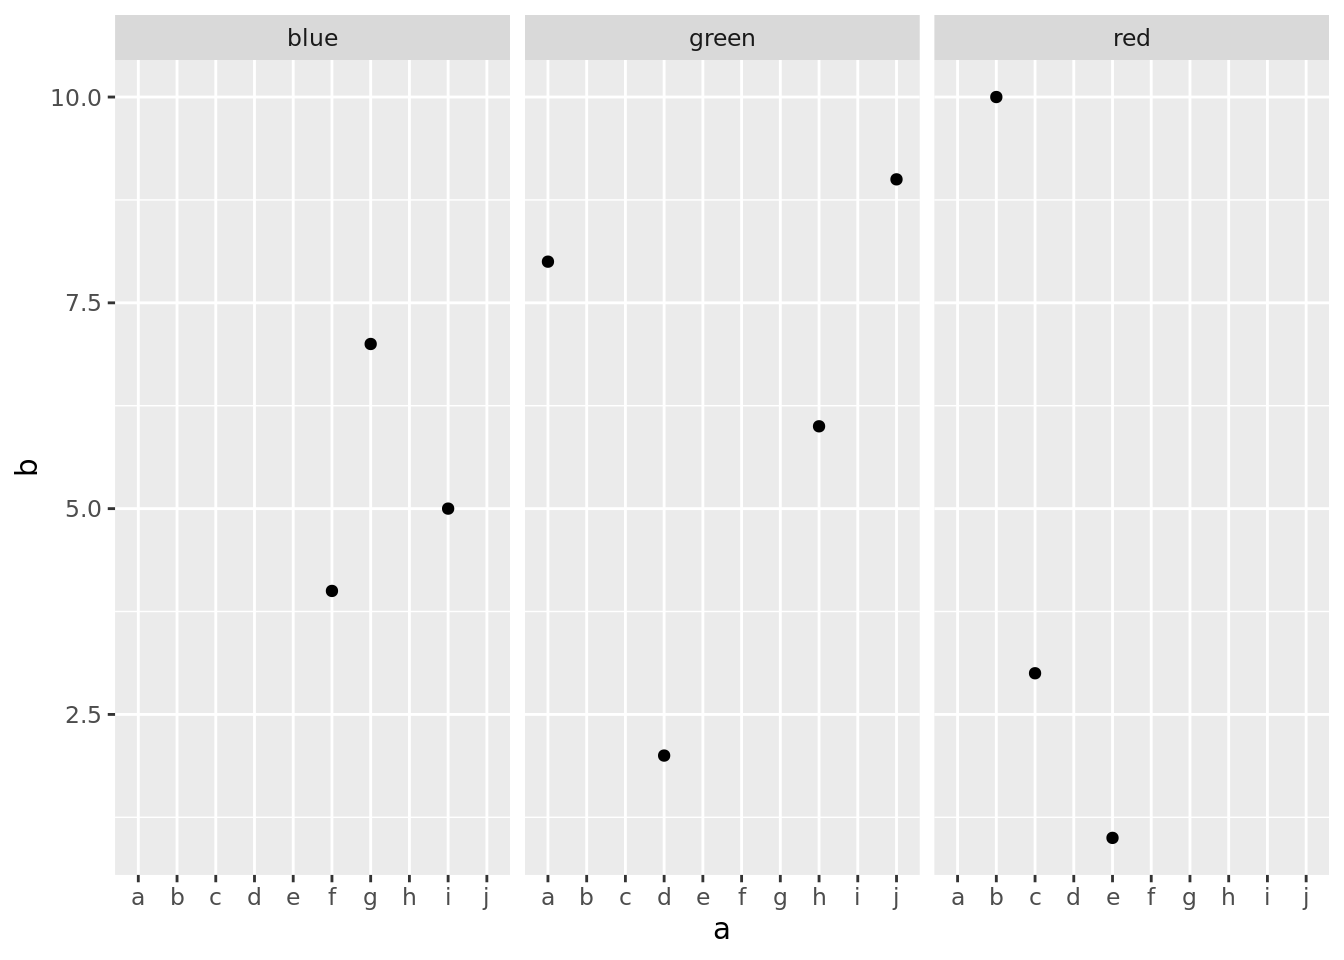 blue green red
10.0
7.5
5.0
2.5
b
a b c d e f g h i j a b c d e f g h i j a b c d e f g h i j
a